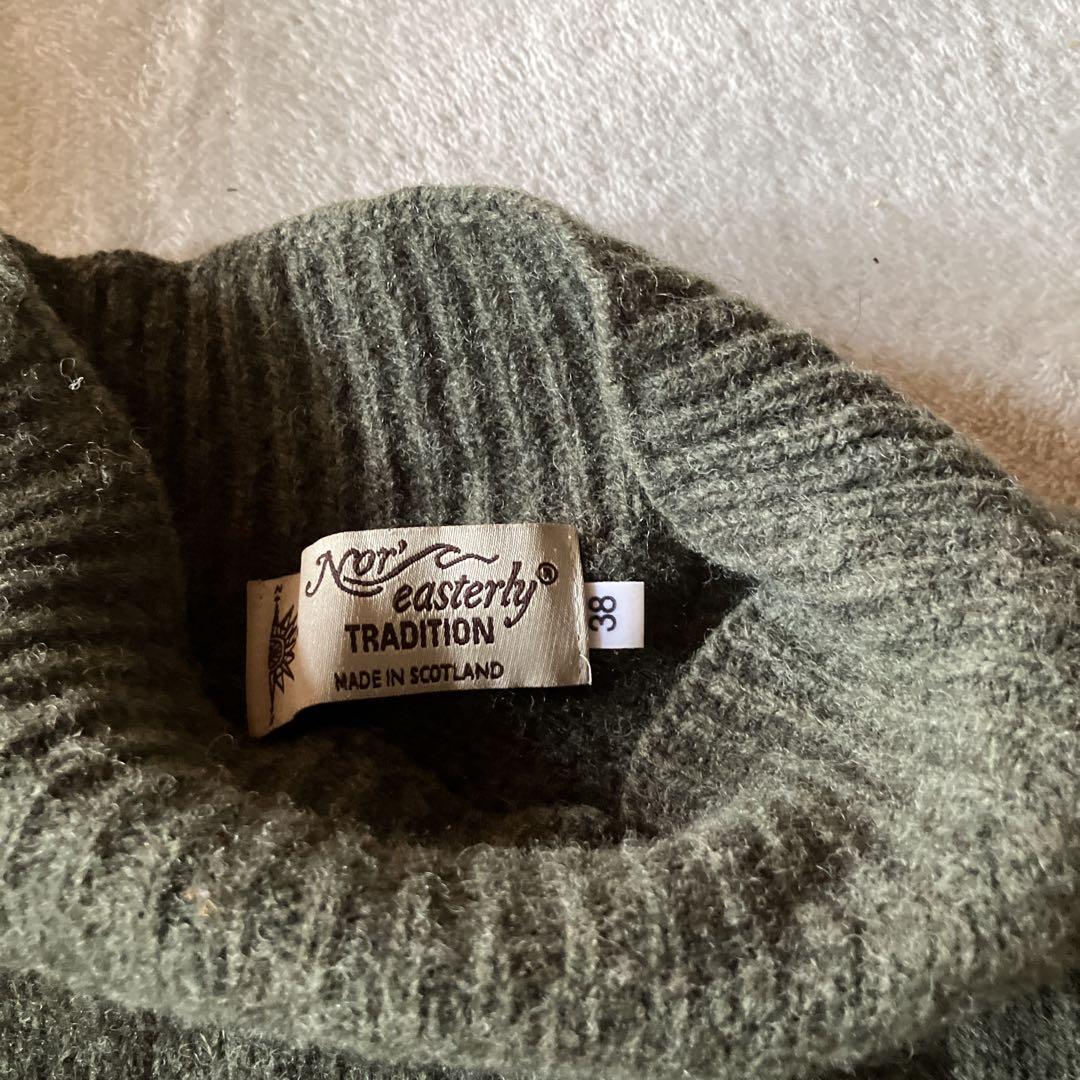 Nor'
easterly®
TRADITION
MADE IN SCOTLAND
38
N